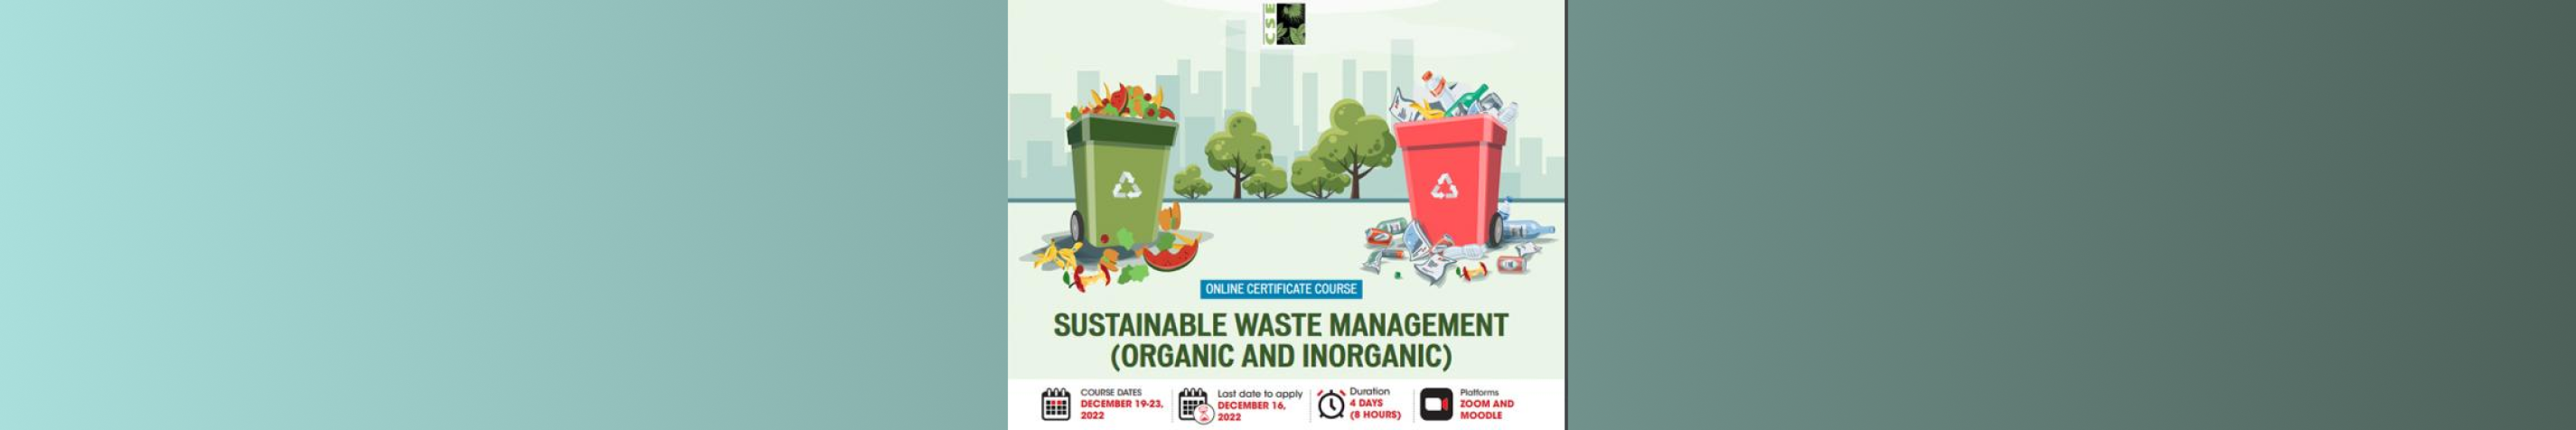 CSE
ONLINE CERTIFICATE COURSE
SUSTAINABLE WASTE MANAGEMENT
(ORGANIC AND INORGANIC)
COURSE DATES
DECEMBER 19-23,
2022
Last date to apply
DECEMBER 16,
2022
Duration
4 DAYS
(8 HOURS)
Platforms
ZOOM AND
MOODLE